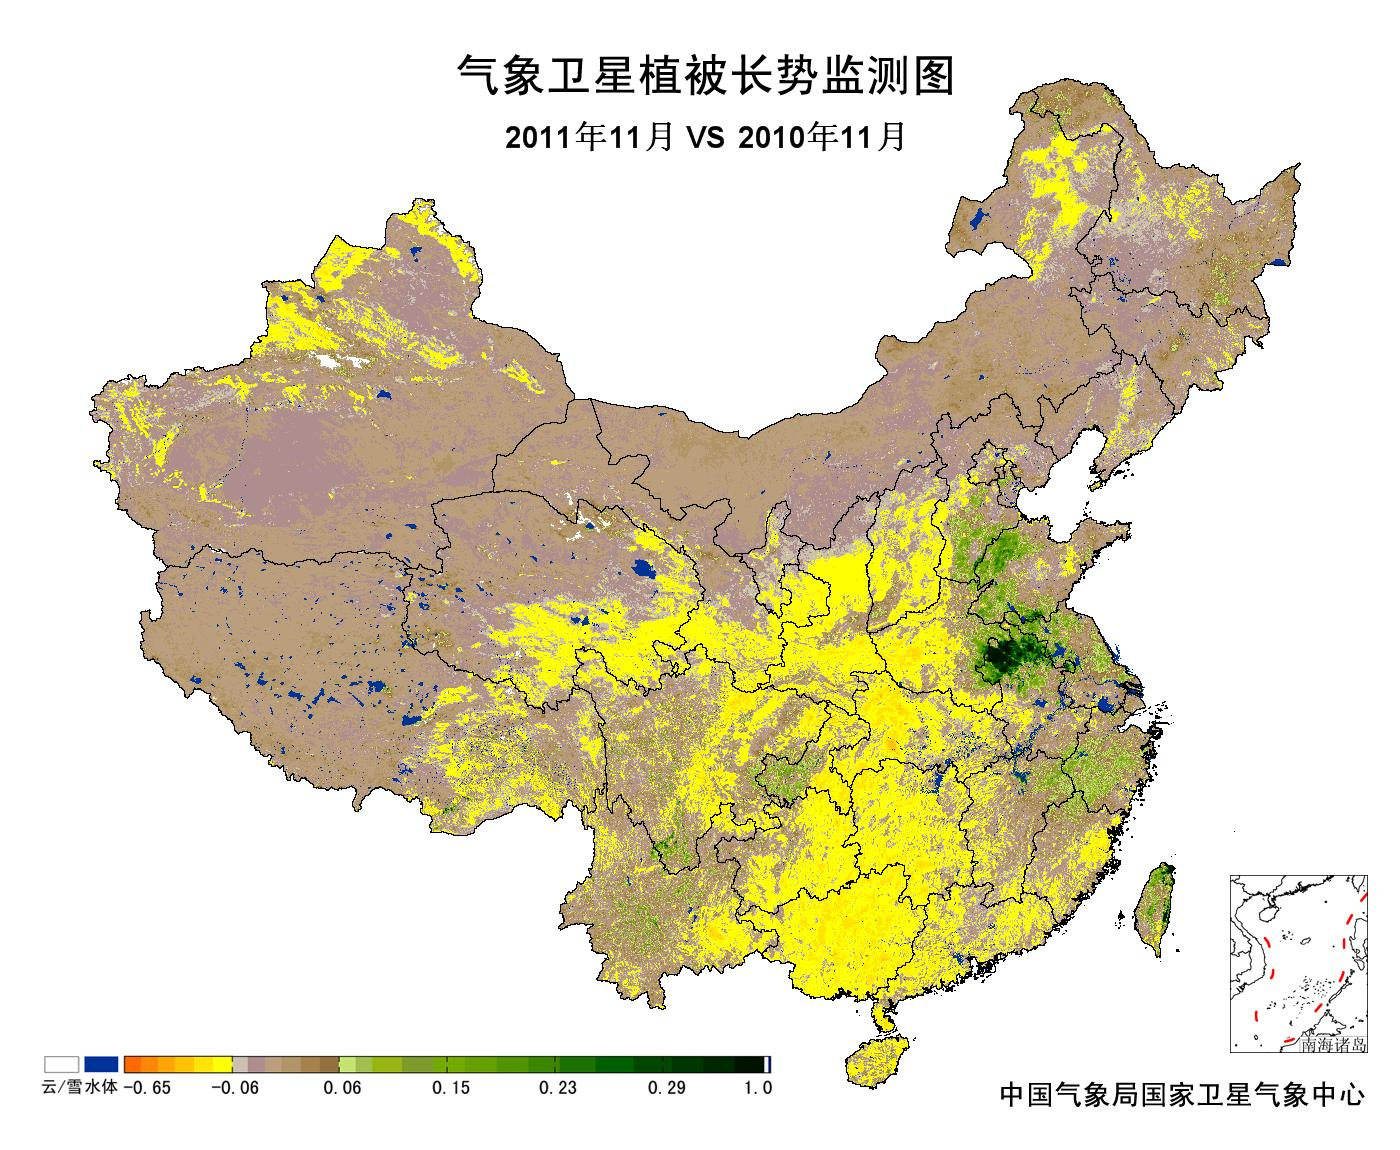 气象卫星植被长势监测图
2011年11月 VS 2010年11月
南海诸岛
云/雪 水体 -0.65 -0.06 0.06 0.15 0.23 0.29 1.0
中国气象局国家卫星气象中心